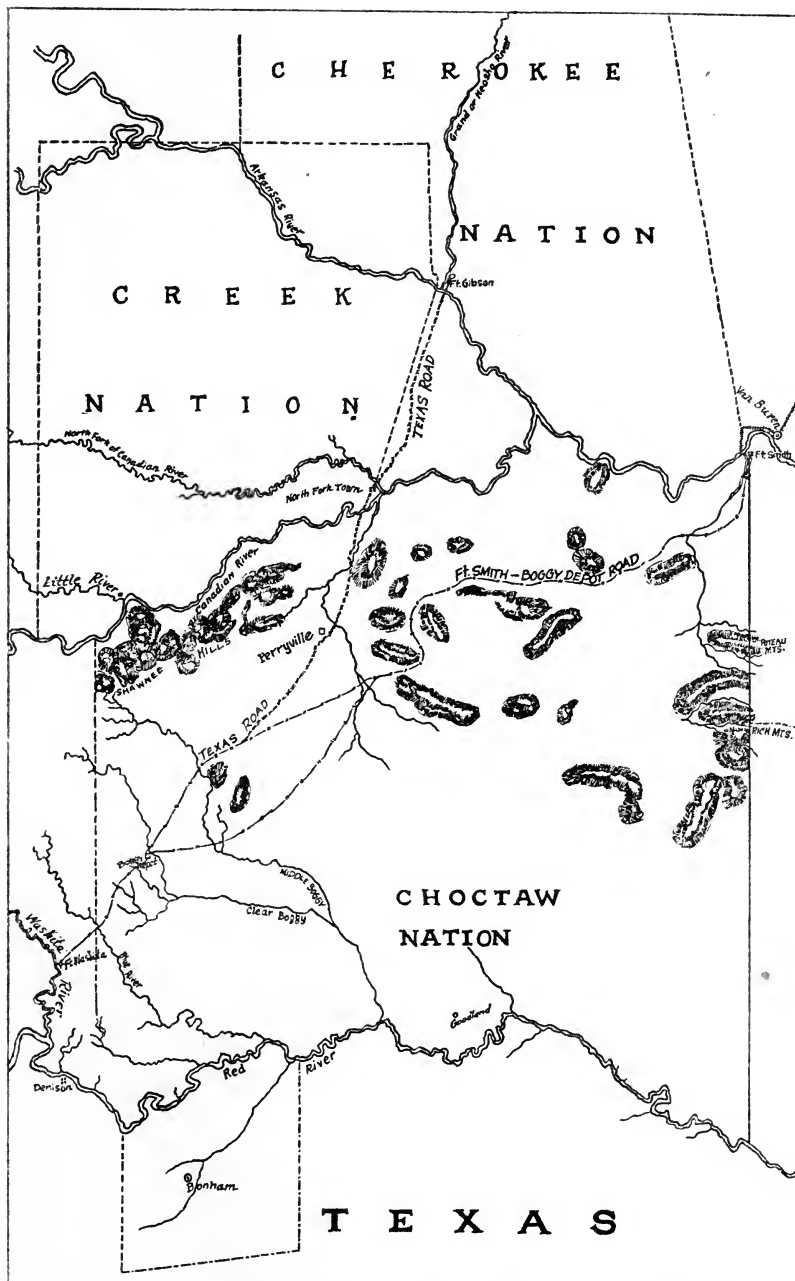 CHEROKEE
Grand or Neosho River
Arkansas River
NATION
Ft. Gibson
CREEK
TEXAS ROAD
NATION
Van Buren
Ft Smith
North Fork of Canadian River
North Fork Town
Canadian River
Little River
Ft. SMITH – BOGGY DEPOT ROAD
Perryville
SHAWNEE HILLS
POTEAU
MTS.
TEXAS ROAD
RICH MTS.
MIDDLE BOGGY
Clear BOGGY
CHOCTAW
NATION
Washita River
Ft Washita
Blue River
Goodland
Denison
Red River
Bonham
TEXAS